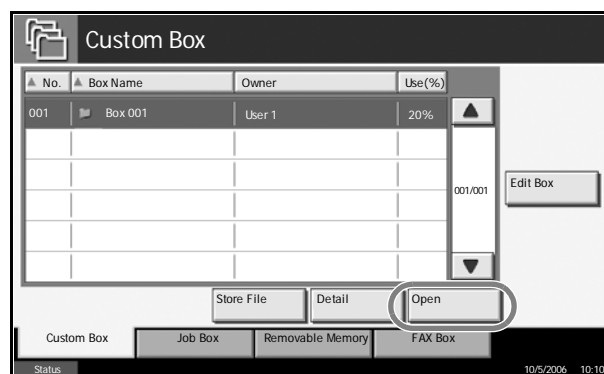 Custom Box
No. Box Name Owner Use(%)
001 Box 001 User 1 20%
001/001
Edit Box
Store File Detail Open
Custom Box Job Box Removable Memory FAX Box
Status 10/5/2006 10:10